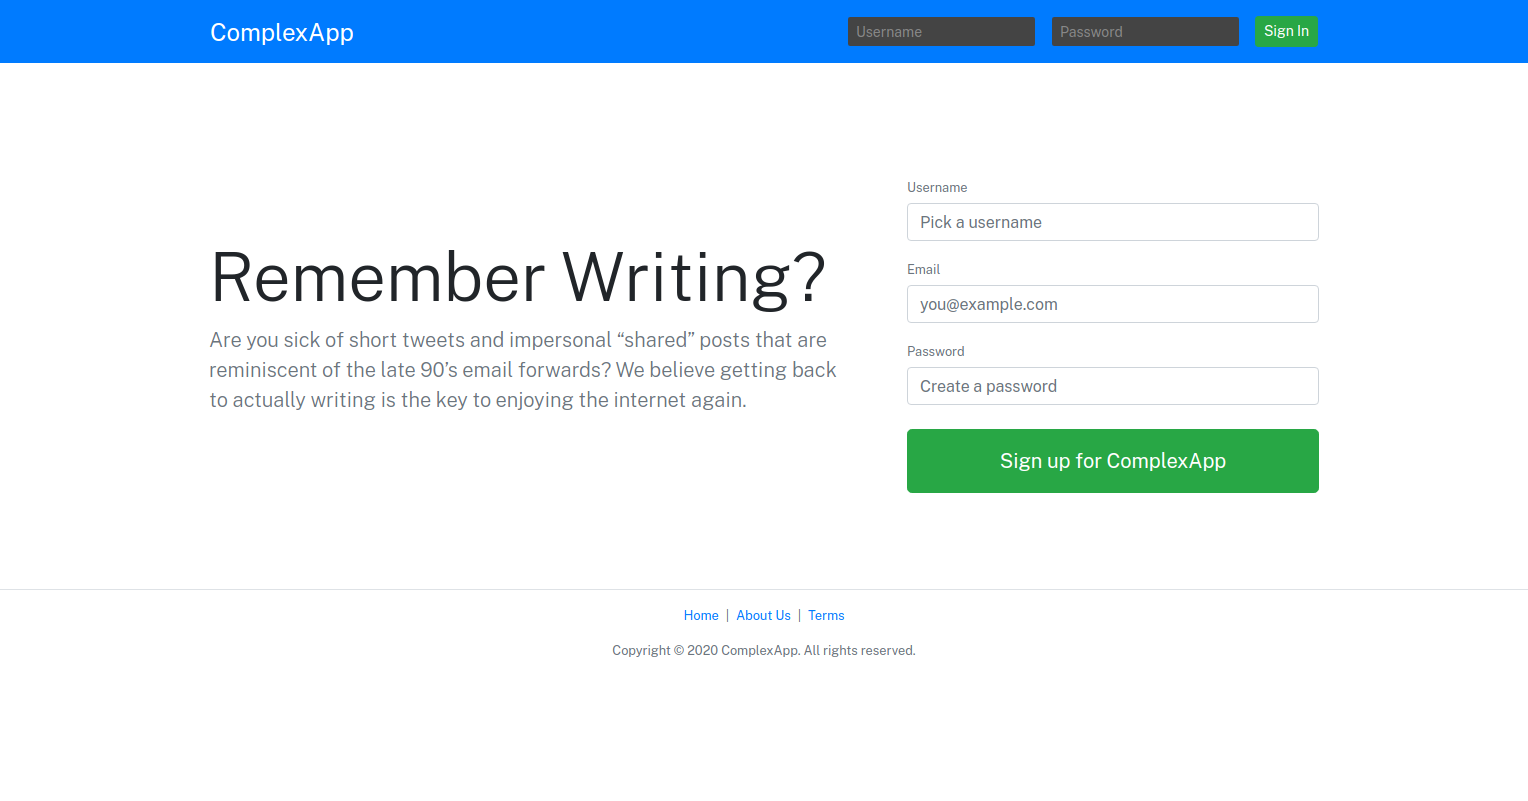 ComplexApp
Username
Password
Sign In
Remember Writing?
Are you sick of short tweets and impersonal “shared” posts that are
reminiscent of the late 90’s email forwards? We believe getting back
to actually writing is the key to enjoying the internet again.
Username
Pick a username
Email
you@example.com
Password
Create a password
Sign up for ComplexApp
Home | About Us | Terms
Copyright © 2020 ComplexApp. All rights reserved.